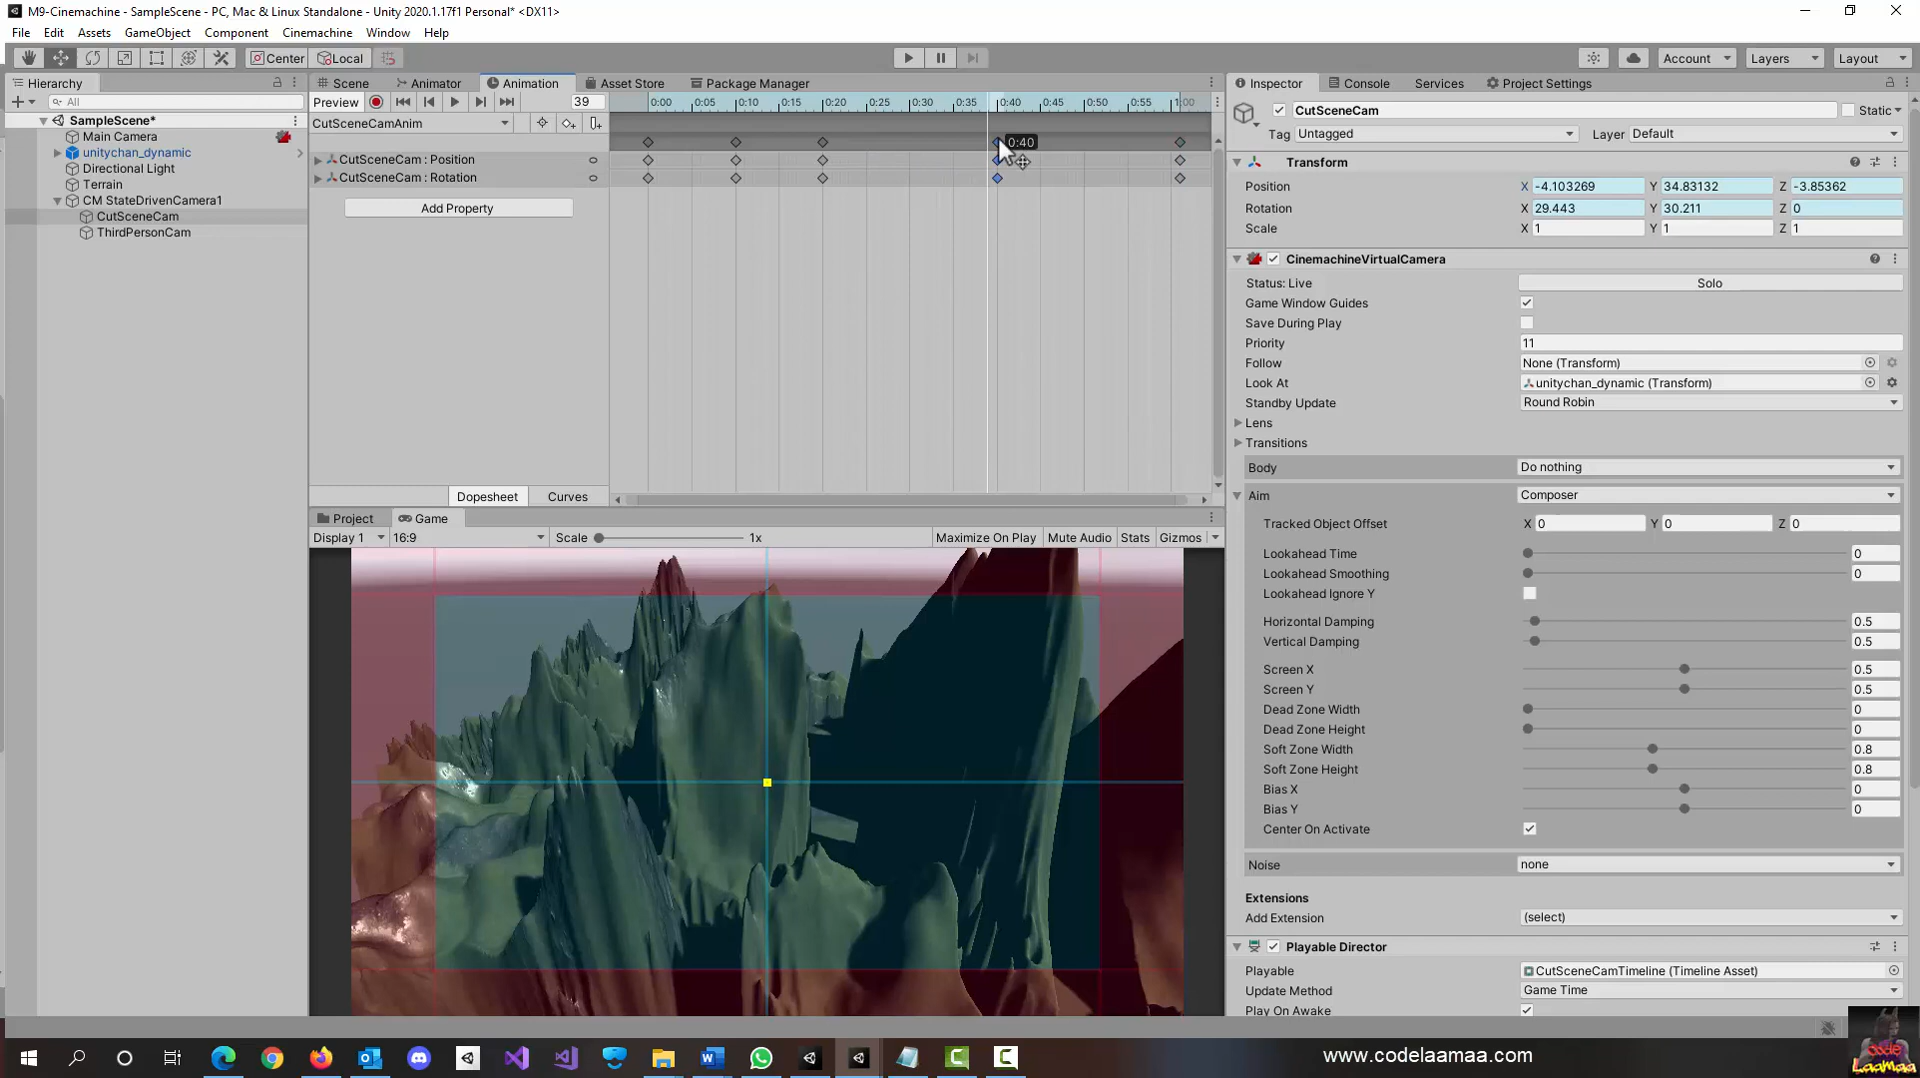 M9-Cinemachine - SampleScene - PC, Mac & Linux Standalone - Unity 2020.1.17f1 Personal* <DX11>
File Edit Assets GameObject Component Cinemachine Window Help
Center Local Account Layers Layout
Hierarchy Scene Animator Animation Asset Store Package Manager Inspector Console Services Project Settings
All
Preview 39 0:00 0:05 0:10 0:15 0:20 0:25 0:30 0:35 0:40 0:45 0:50 0:55 1:00
CutSceneCam Static
SampleScene*
CutSceneCamAnim
Tag Untagged Layer Default
Main Camera
0:40
unitychan_dynamic
CutSceneCam : Position
Transform
Directional Light
CutSceneCam : Rotation
Position X -4.103269 Y 34.83132 Z -3.85362
Terrain
Rotation X 29.443 Y 30.211 Z 0
CM StateDrivenCamera1
Add Property
Scale X 1 Y 1 Z 1
CutSceneCam
ThirdPersonCam
CinemachineVirtualCamera
Status: Live Solo
Game Window Guides
Save During Play
Priority 11
Follow None (Transform)
Look At unitychan_dynamic (Transform)
Standby Update Round Robin
Lens
Transitions
Body Do nothing
Dopesheet Curves
Aim Composer
Project Game
Tracked Object Offset X 0 Y 0 Z 0
Display 1 16:9 Scale 1x Maximize On Play Mute Audio Stats Gizmos
Lookahead Time 0
Lookahead Smoothing 0
Lookahead Ignore Y
Horizontal Damping 0.5
Vertical Damping 0.5
Screen X 0.5
Screen Y 0.5
Dead Zone Width 0
Dead Zone Height 0
Soft Zone Width 0.8
Soft Zone Height 0.8
Bias X 0
Bias Y 0
Center On Activate
Noise none
Extensions
Add Extension (select)
Playable Director
Playable CutSceneCamTimeline (Timeline Asset)
Update Method Game Time
Play On Awake
www.codelaamaa.com
Code
Laamaa